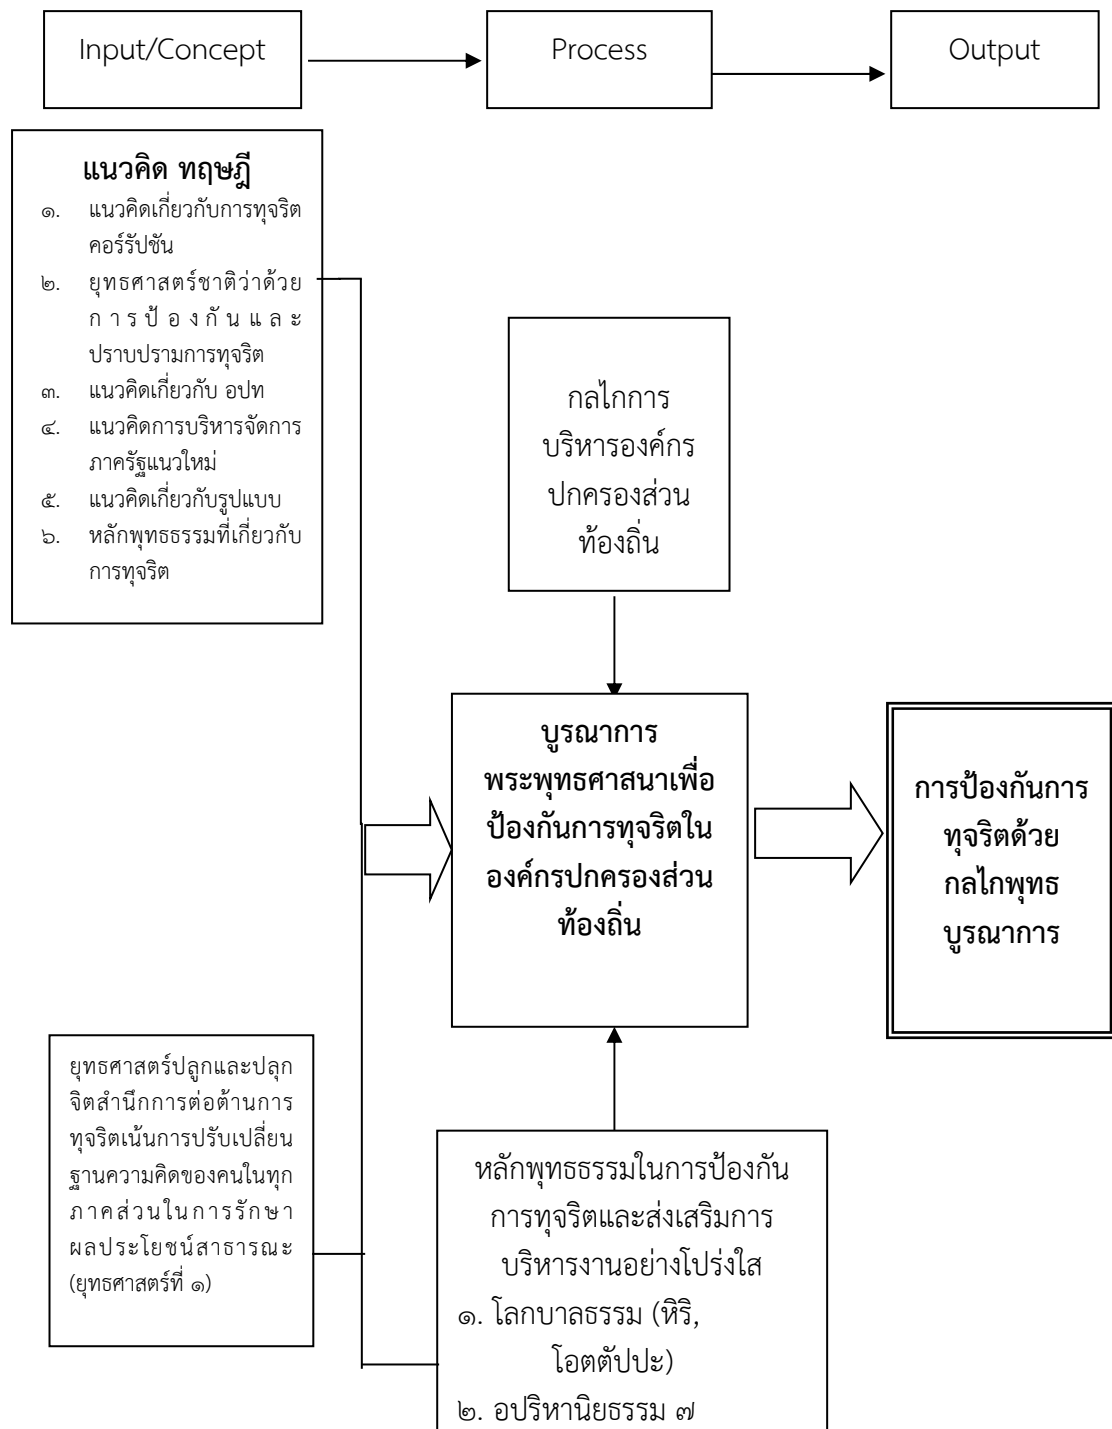 Input/Concept
Process
Output
แนวคิด ทฤษฎี
๑. แนวคิดเกี่ยวกับการทุจริต
คอร์รัปชัน
๒. ยุทธศาสตร์ชาติว่าด้วย
การป้องกันและ
ปราบปรามการทุจริต
๓. แนวคิดเกี่ยวกับ อปท
๔. แนวคิดการบริหารจัดการ
ภาครัฐแนวใหม่
๕. แนวคิดเกี่ยวกับรูปแบบ
๖. หลักพุทธธรรมที่เกี่ยวกับ
การทุจริต
กลไกการ
บริหารองค์กร
ปกครองส่วน
ท้องถิ่น
บูรณาการ
พระพุทธศาสนาเพื่อ
ป้องกันการทุจริตใน
องค์กรปกครองส่วน
ท้องถิ่น
การป้องกันการ
ทุจริตด้วย
กลไกพุทธ
บูรณาการ
ยุทธศาสตร์ปลูกและปลุก
จิตสำนึกการต่อต้านการ
ทุจริตเน้นการปรับเปลี่ยน
ฐานความคิดของคนในทุก
ภาคส่วนในการรักษา
ผลประโยชน์สาธารณะ
(ยุทธศาสตร์ที่ ๑)
หลักพุทธธรรมในการป้องกัน
การทุจริตและส่งเสริมการ
บริหารงานอย่างโปร่งใส
๑. โลกบาลธรรม (หิริ,
โอตตัปปะ)
๒. อปริหานิยธรรม ๗